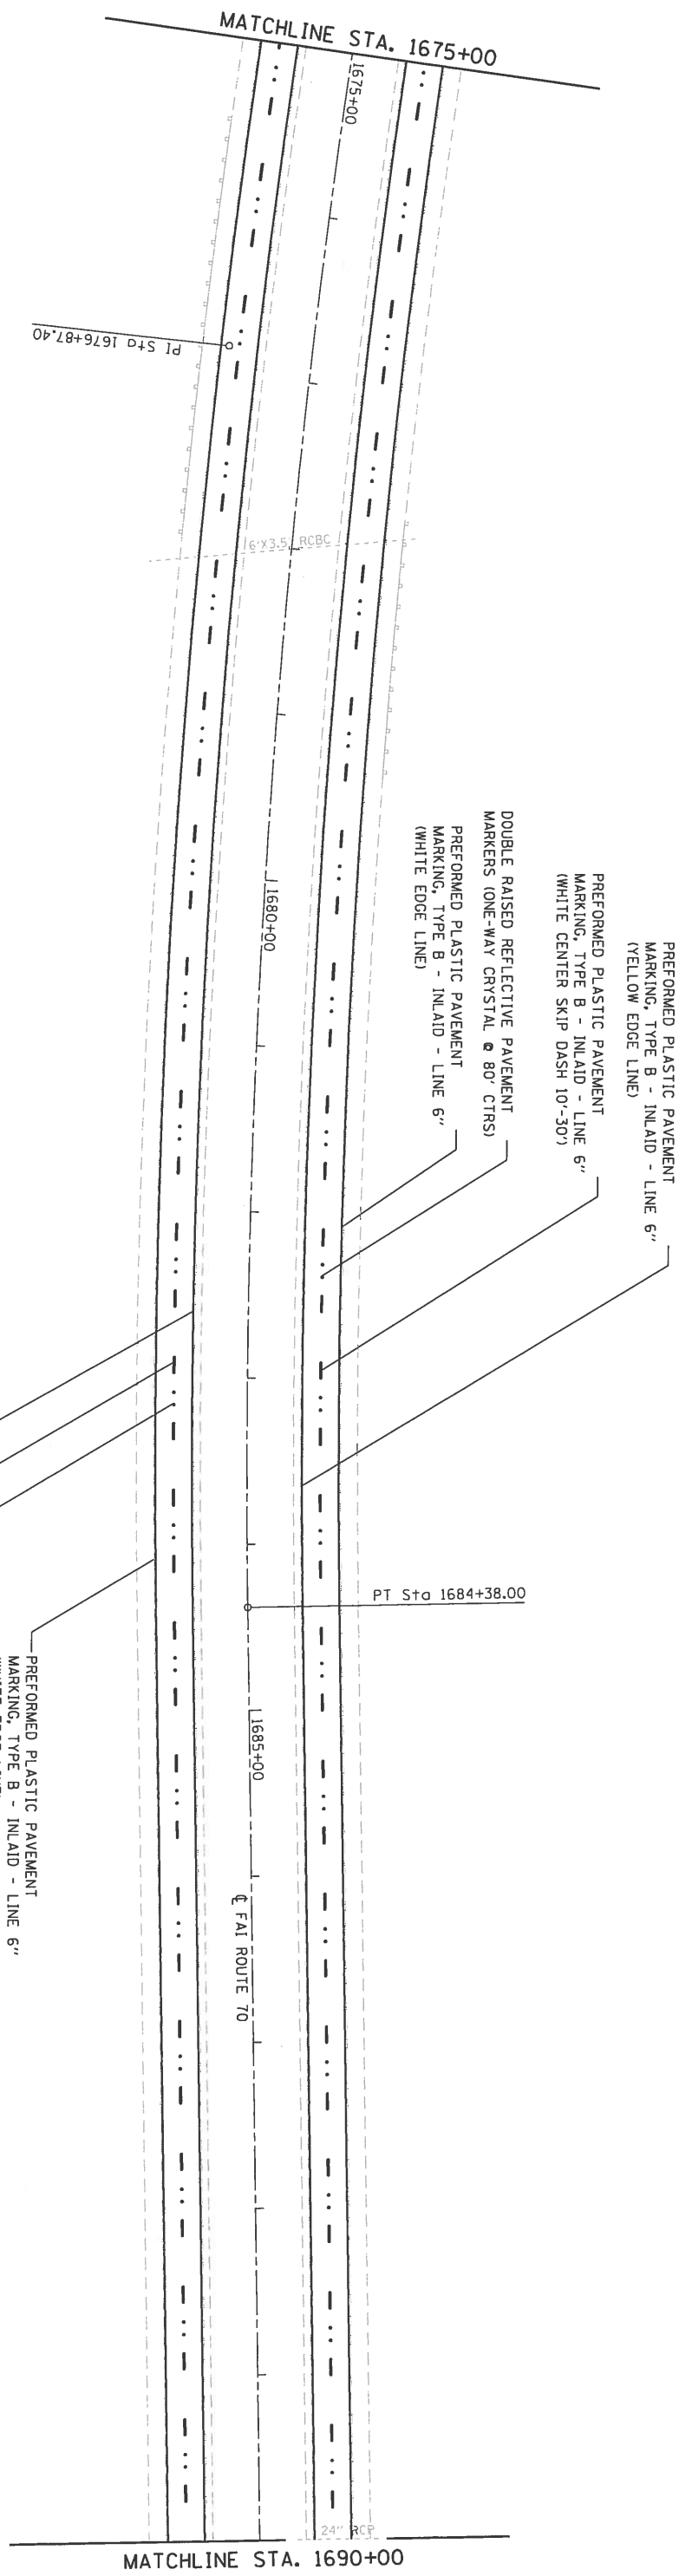 MATCHLINE STA. 1675+00
1675+00
PI Sta 1676+87.40
6'X3.5' RCBC
1680+00
PREFORMED PLASTIC PAVEMENT
MARKING, TYPE B - INLAID - LINE 6"
(YELLOW EDGE LINE)
PREFORMED PLASTIC PAVEMENT
MARKING, TYPE B - INLAID - LINE 6"
(WHITE CENTER SKIP DASH 10'-30')
DOUBLE RAISED REFLECTIVE PAVEMENT
MARKERS (ONE-WAY CRYSTAL @ 80' CTRS)
PREFORMED PLASTIC PAVEMENT
MARKING, TYPE B - INLAID - LINE 6"
(WHITE EDGE LINE)
PT Sta 1684+38.00
1685+00
℄ FAI ROUTE 70
PREFORMED PLASTIC PAVEMENT
MARKING, TYPE B - INLAID - LINE 6"
24" RCP
MATCHLINE STA. 1690+00